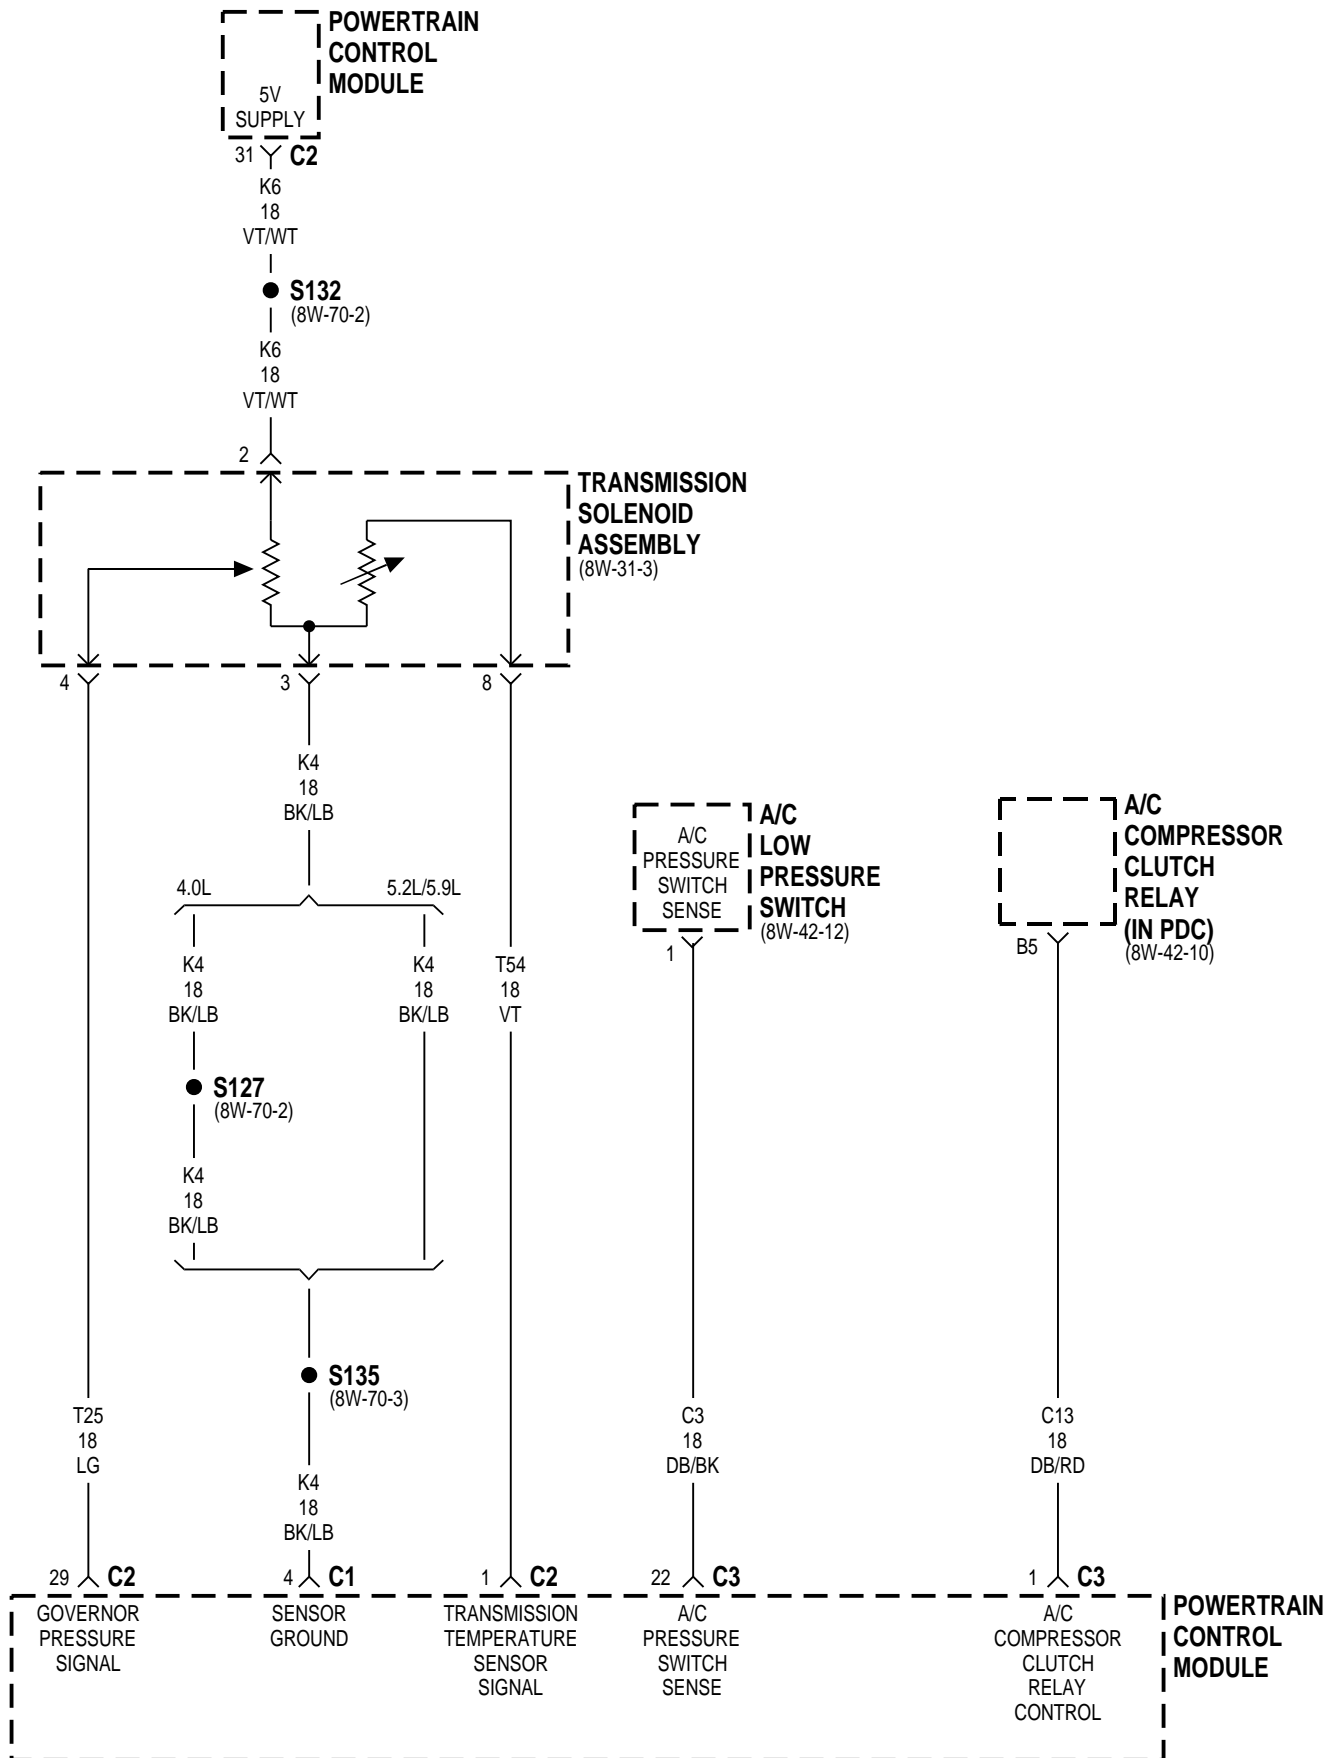 POWERTRAIN
CONTROL
MODULE
5V
SUPPLY
31
C2
K6
18
VT/WT
S132
(8W-70-2)
K6
18
VT/WT
2
TRANSMISSION
SOLENOID
ASSEMBLY
(8W-31-3)
4
3
8
K4
18
BK/LB
4.0L
5.2L/5.9L
A/C
PRESSURE
SWITCH
SENSE
A/C
LOW
PRESSURE
SWITCH
(8W-42-12)
1
A/C
COMPRESSOR
CLUTCH
RELAY
(IN PDC)
(8W-42-10)
B5
K4
18
BK/LB
K4
18
BK/LB
T54
18
VT
S127
(8W-70-2)
K4
18
BK/LB
S135
(8W-70-3)
T25
18
LG
K4
18
BK/LB
C3
18
DB/BK
C13
18
DB/RD
29
C2
4
C1
1
C2
22
C3
1
C3
GOVERNOR
PRESSURE
SIGNAL
SENSOR
GROUND
TRANSMISSION
TEMPERATURE
SENSOR
SIGNAL
A/C
PRESSURE
SWITCH
SENSE
A/C
COMPRESSOR
CLUTCH
RELAY
CONTROL
POWERTRAIN
CONTROL
MODULE